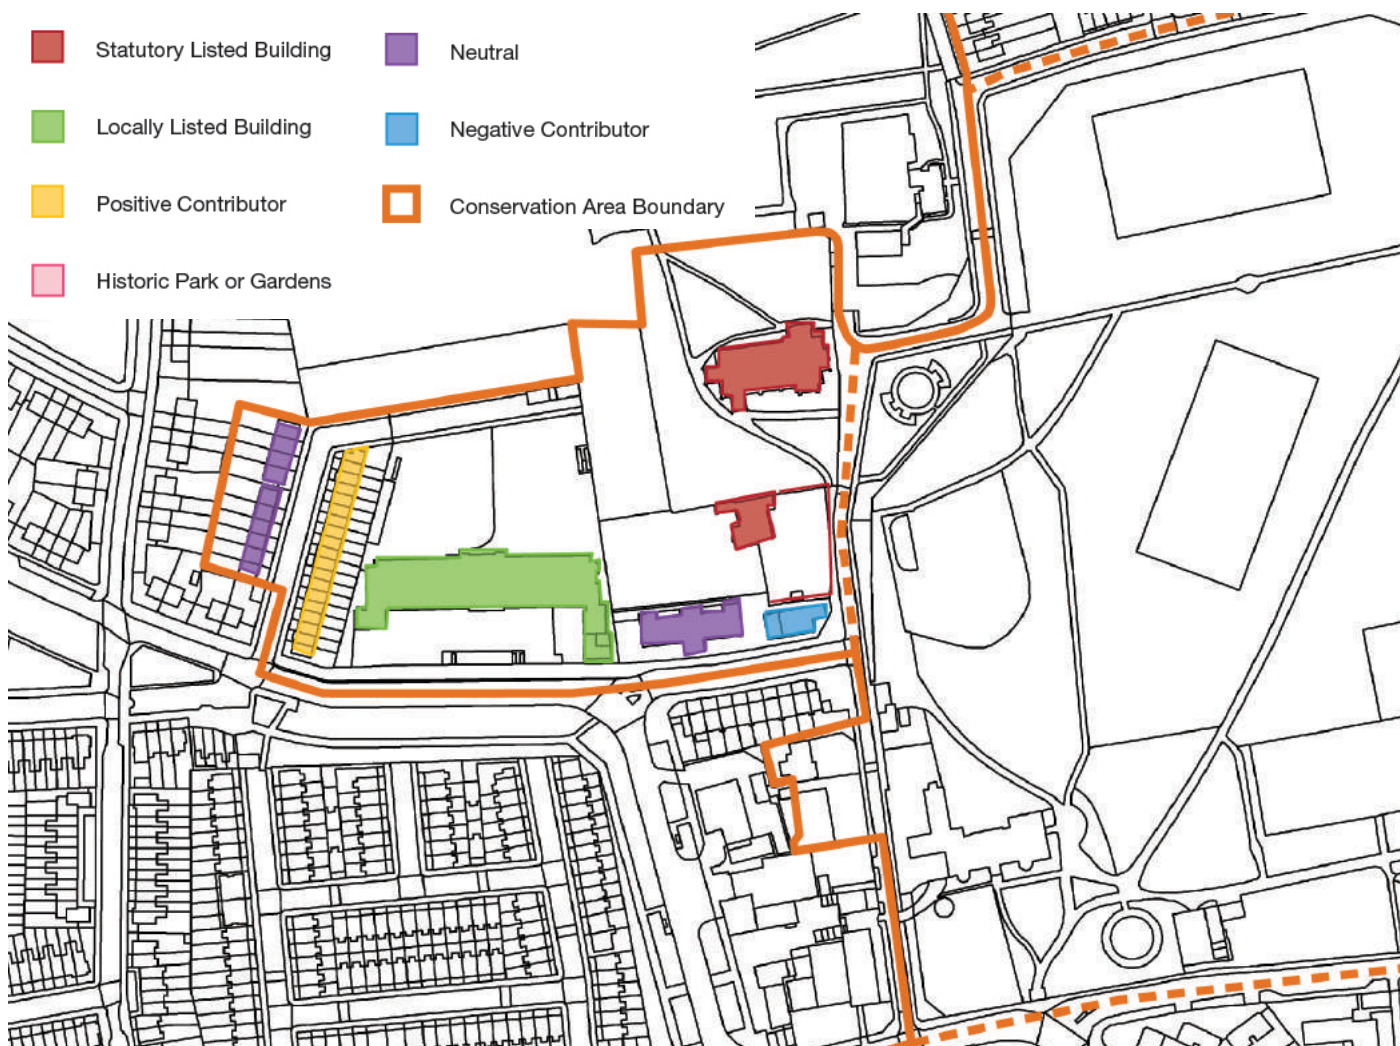 Statutory Listed Building
Locally Listed Building
Positive Contributor
Historic Park or Gardens
Neutral
Negative Contributor
Conservation Area Boundary